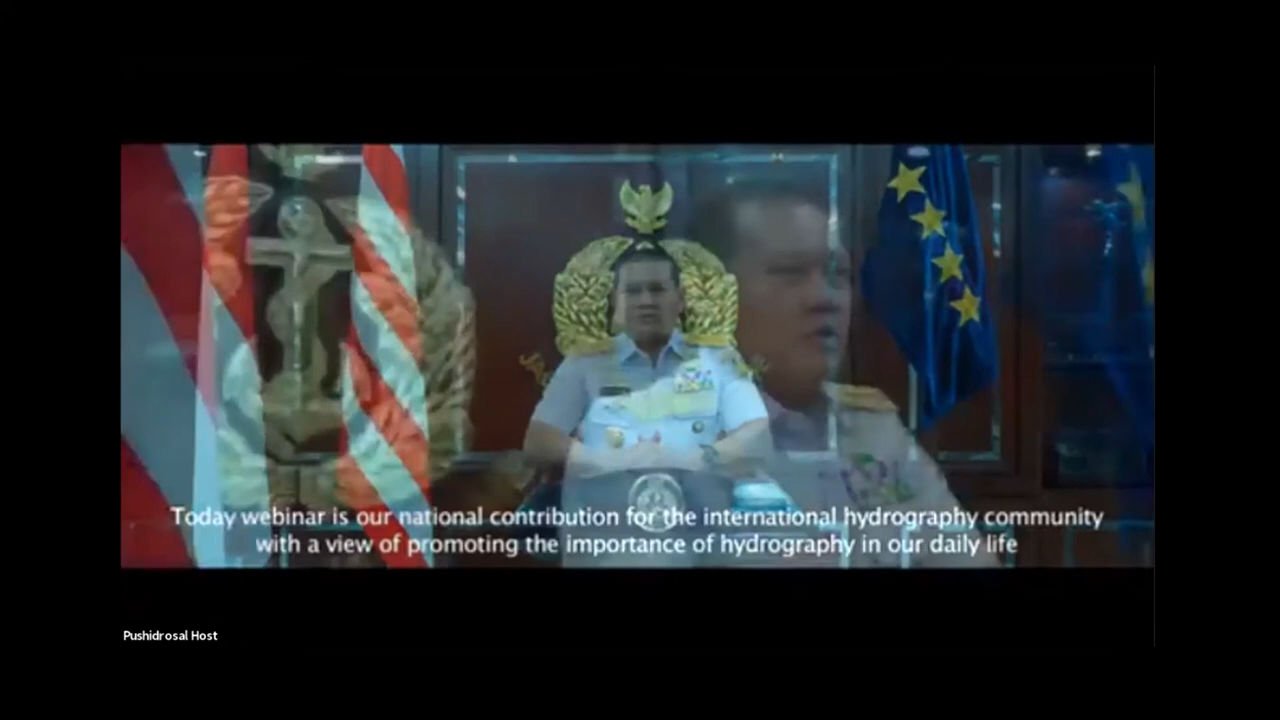 Today webinar is our national contribution for the international hydrography community
with a view of promoting the importance of hydrography in our daily life
Pushidrosal Host